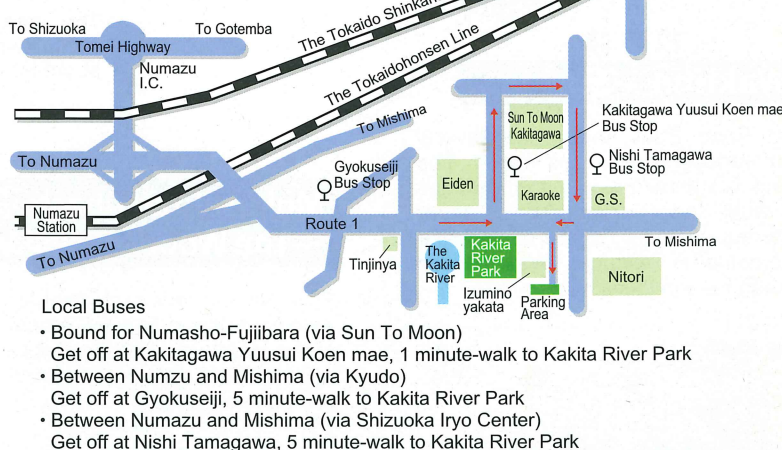 To Shizuoka
To Gotemba
Tomei Highway
Numazu
I.C.
The Tokaido Shinkan
The Tokaidohonsen Line
To Mishima
To Numazu
Gyokuseiji
Bus Stop
Sun To Moon
Kakitagawa
Kakitagawa Yuusui Koen mae
Bus Stop
Nishi Tamagawa
Bus Stop
Eiden
Karaoke
G.S.
Numazu
Station
Route 1
To Mishima
To Numazu
Tinjinya
The
Kakita
River
Kakita
River
Park
Izumino
yakata
Parking
Area
Nitori
Local Buses
• Bound for Numasho-Fujiibara (via Sun To Moon)
Get off at Kakitagawa Yuusui Koen mae, 1 minute-walk to Kakita River Park
• Between Numzu and Mishima (via Kyudo)
Get off at Gyokuseiji, 5 minute-walk to Kakita River Park
• Between Numazu and Mishima (via Shizuoka Iryo Center)
Get off at Nishi Tamagawa, 5 minute-walk to Kakita River Park